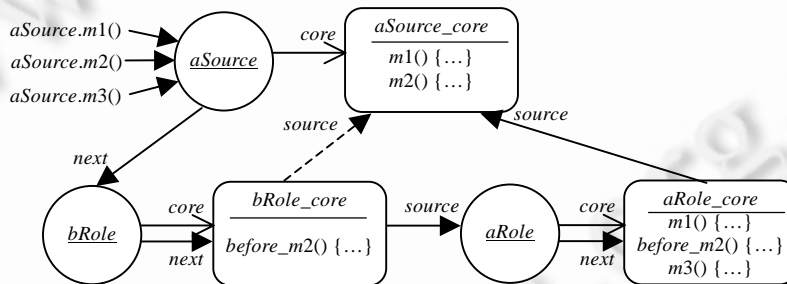 aSource.m1()
aSource.m2()
aSource.m3()
aSource
core
aSource_core
m1() {…}
m2() {…}
source
source
next
bRole
core
next
bRole_core
before_m2() {…}
source
aRole
core
next
aRole_core
m1() {…}
before_m2() {…}
m3() {…}